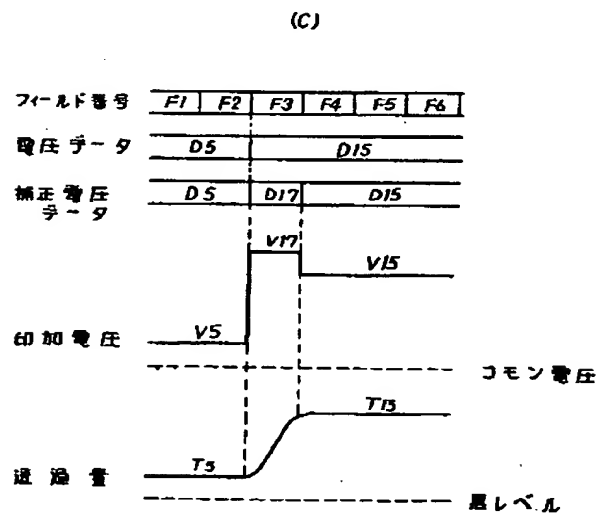 (C)
フィールド番号 F1 F2 F3 F4 F5 F6
電圧データ D5 D15
補正電圧データ D5 D17 D15
V17
V15
印加電圧 V5
コモン電圧
T15
透過量 T5
黒レベル